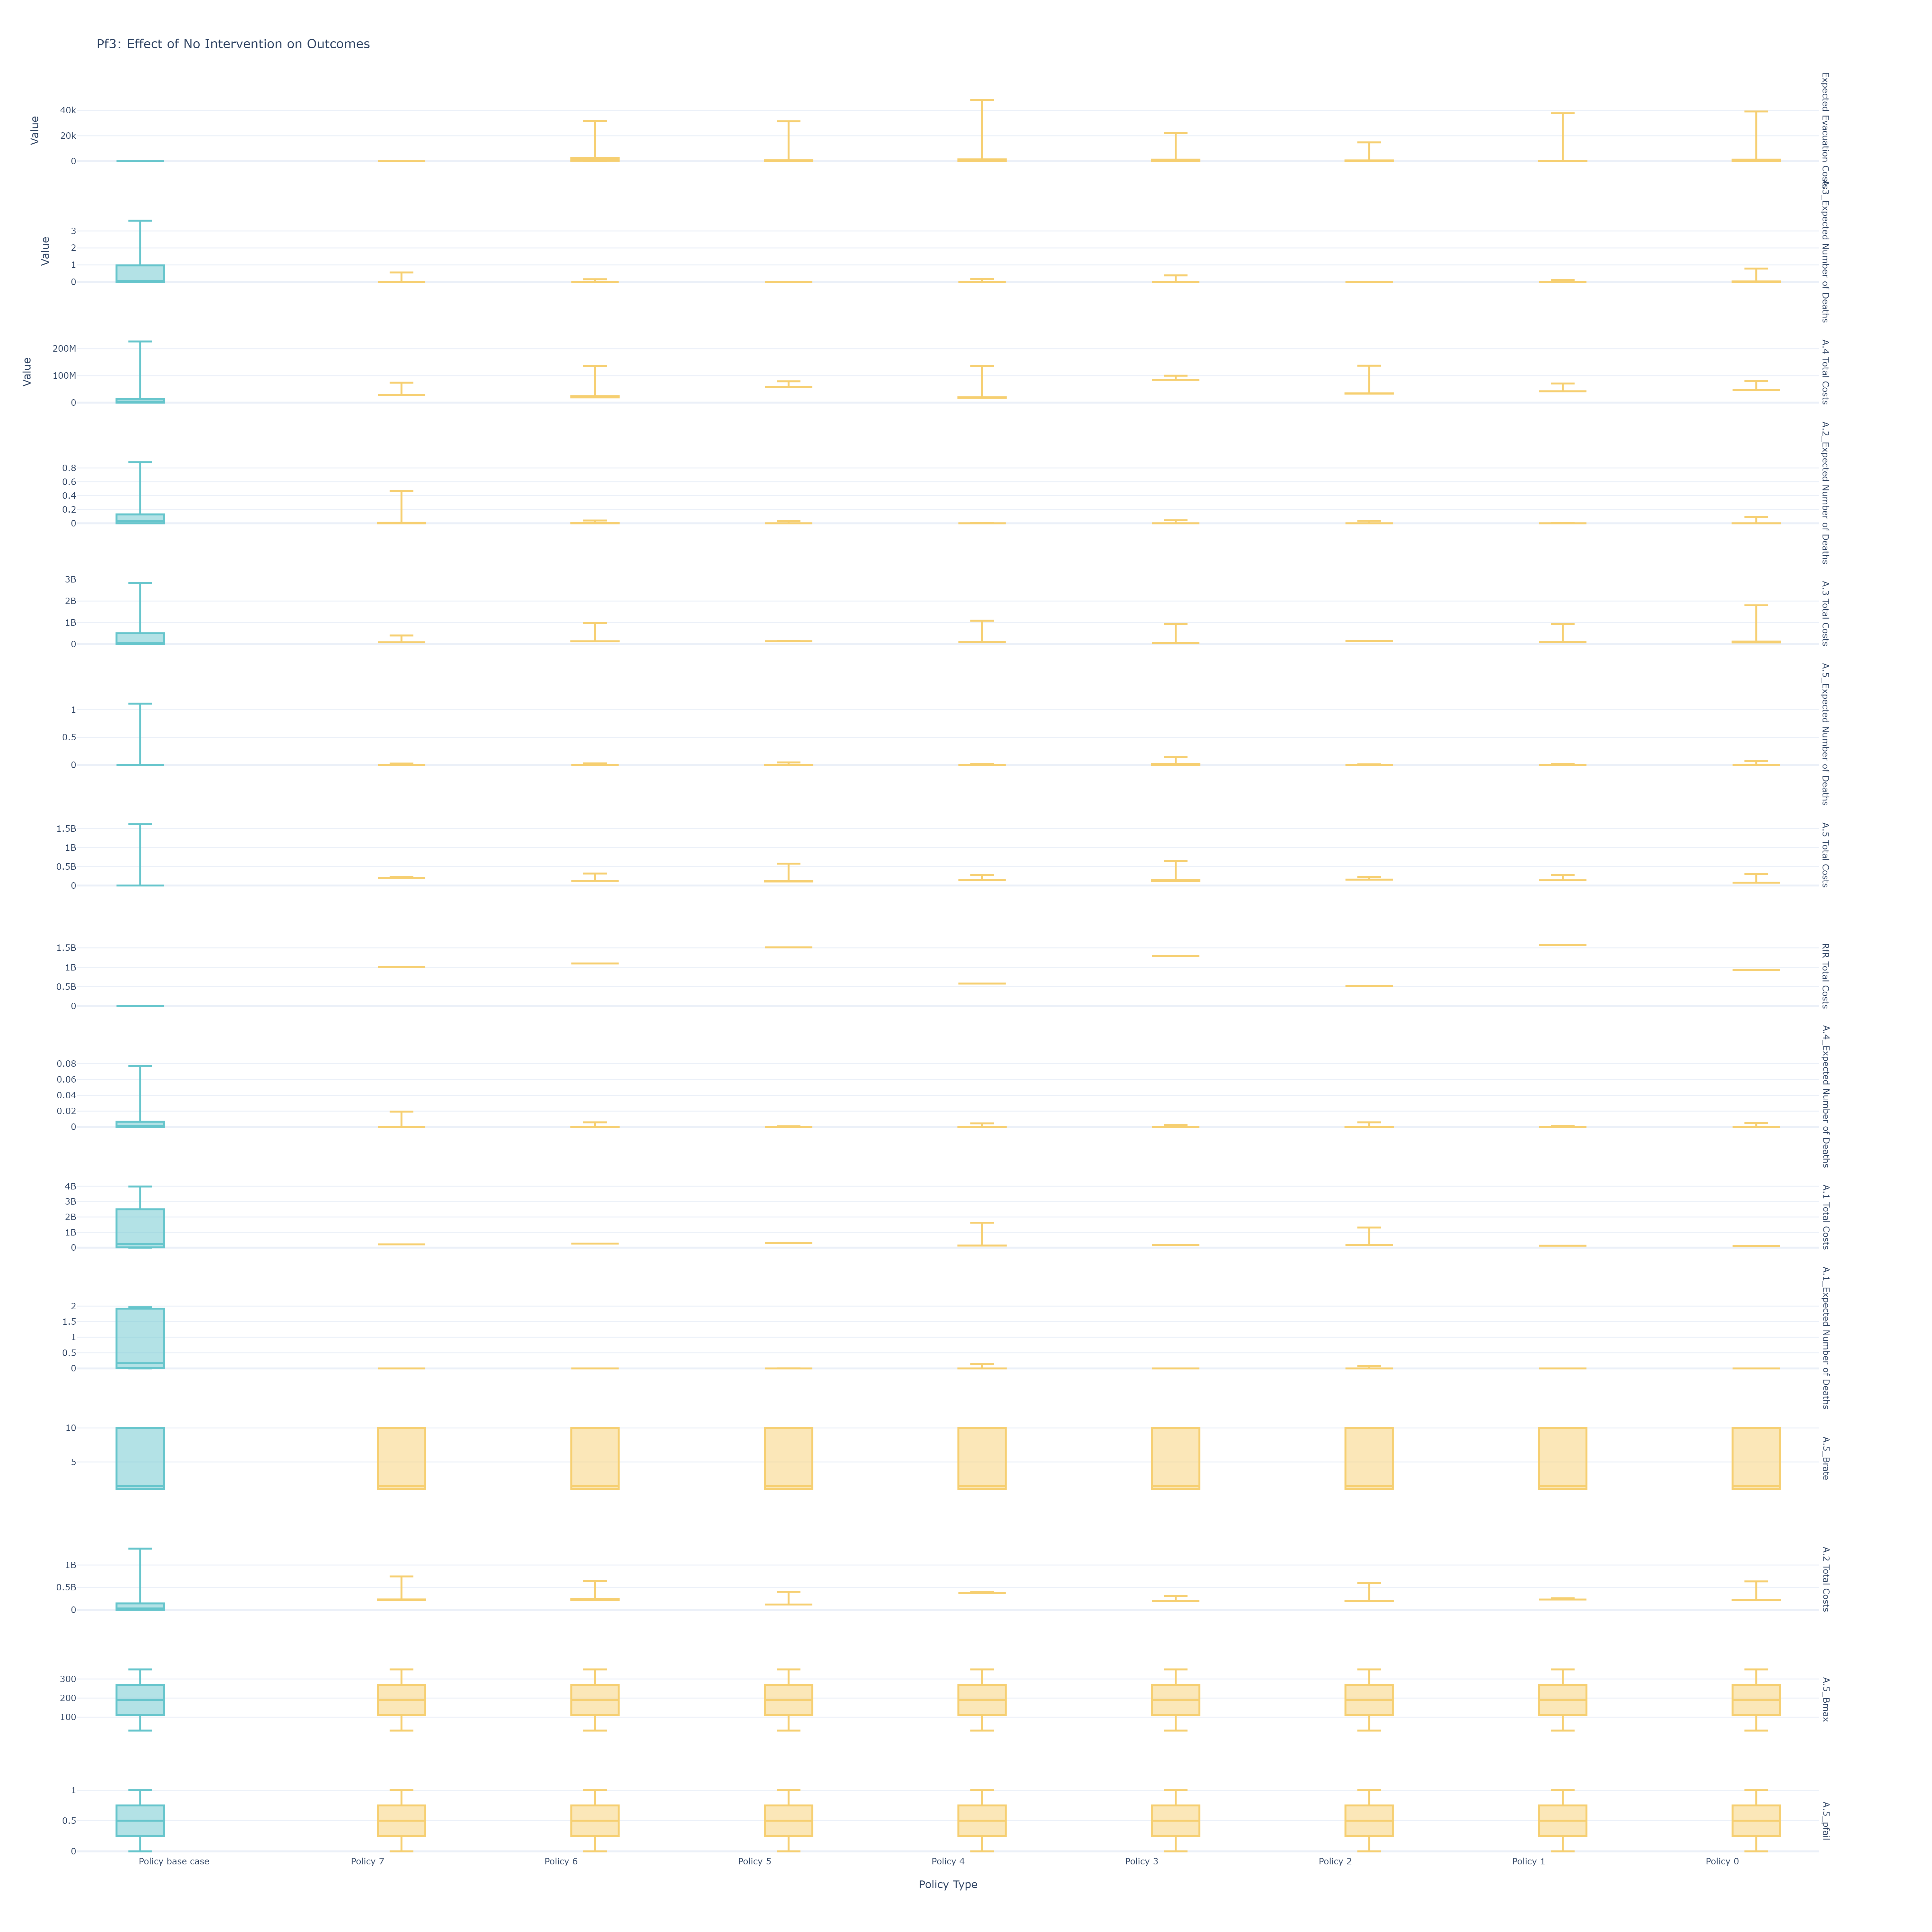 Pf3: Effect of No Intervention on Outcomes
Value
40k
20k
0
Expected Evacuation Costs
Value
3
2
1
0
A.3_Expected Number of Deaths
Value
200M
100M
0
A.4 Total Costs
0.8
0.6
0.4
0.2
0
A.2_Expected Number of Deaths
3B
2B
1B
0
A.3 Total Costs
1
0.5
0
A.5_Expected Number of Deaths
1.5B
1B
0.5B
0
A.5 Total Costs
1.5B
1B
0.5B
0
RfR Total Costs
0.08
0.06
0.04
0.02
0
A.4_Expected Number of Deaths
4B
3B
2B
1B
0
A.1 Total Costs
2
1.5
1
0.5
0
A.1_Expected Number of Deaths
10
5
A.5_Brate
1B
0.5B
0
A.2 Total Costs
300
200
100
A.5_Bmax
1
0.5
0
A.5_pfail
Policy base case
Policy 7
Policy 6
Policy 5
Policy 4
Policy 3
Policy 2
Policy 1
Policy 0
Policy Type